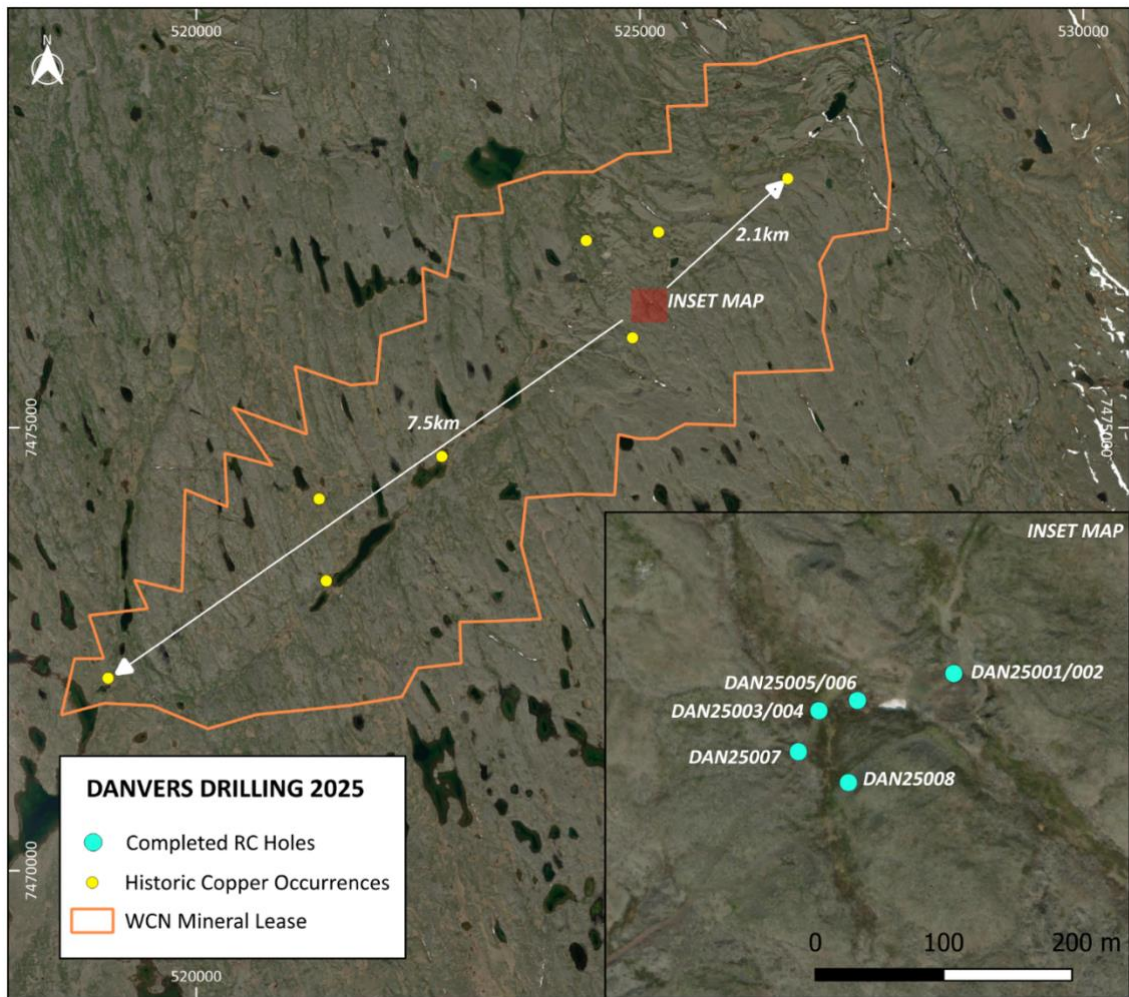 520000
525000
530000
N
2.1km
INSET MAP
7.5km
7475000
7475000
INSET MAP
DAN25001/002
DAN25005/006
DAN25003/004
DAN25007
DAN25008
DANVERS DRILLING 2025
Completed RC Holes
Historic Copper Occurrences
WCN Mineral Lease
7470000
0 100 200 m
520000